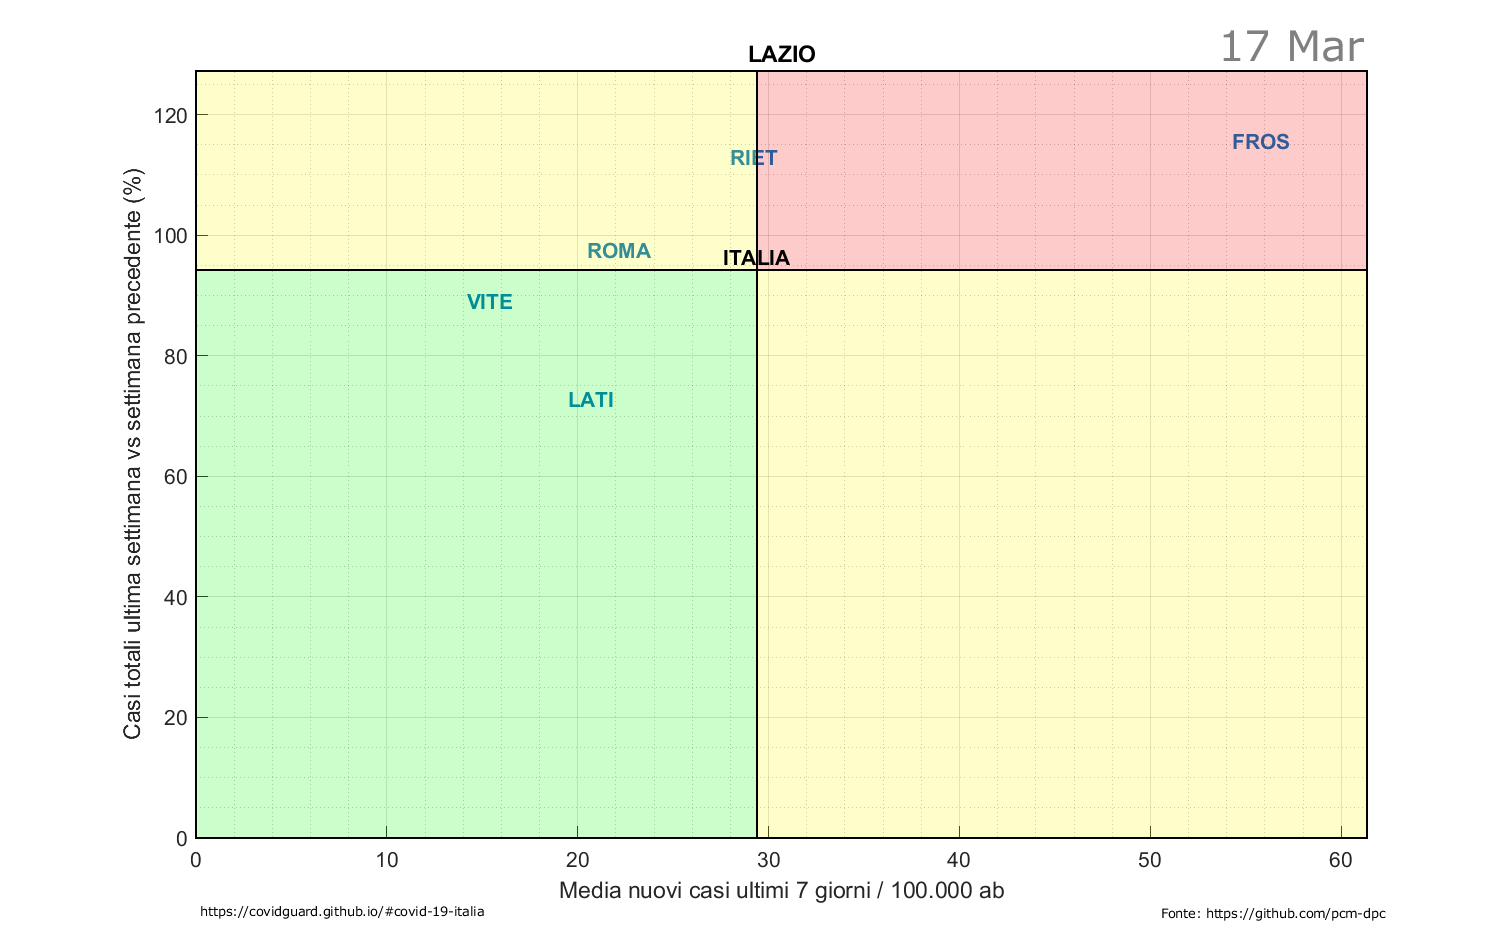 17 Mar
LAZIO
Casi totali ultima settimana vs settimana precedente (%)
120
100
80
60
40
20
0
FROS
RIET
ROMA
ITALIA
VITE
LATI
0 10 20 30 40 50 60
Media nuovi casi ultimi 7 giorni / 100.000 ab
https://covidguard.github.io/#covid-19-italia
Fonte: https://github.com/pcm-dpc